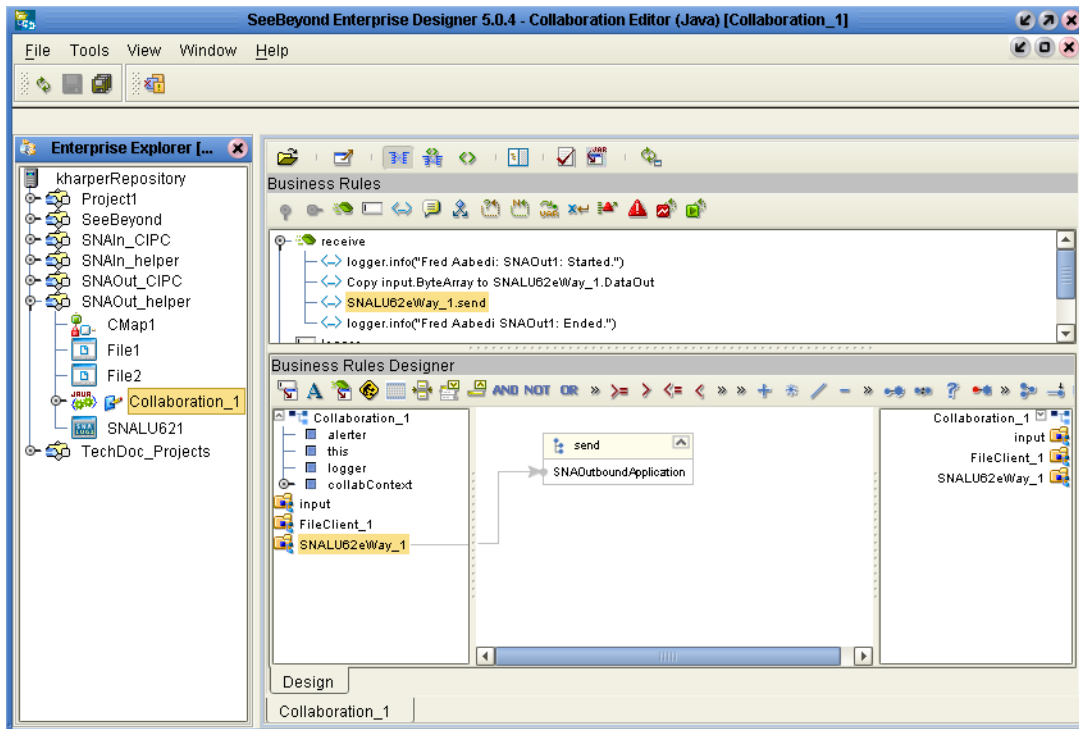 SeeBeyond Enterprise Designer 5.0.4 - Collaboration Editor (Java) [Collaboration_1]
File Tools View Window Help
Enterprise Explorer [...
kharperRepository
Project1
SeeBeyond
SNAIn_CIPC
SNAIn_helper
SNAOut_CIPC
SNAOut_helper
CMap1
File1
File2
Collaboration_1
SNALU621
TechDoc_Projects
Business Rules
receive
logger.info("Fred Aabedi: SNAOut1: Started.")
Copy input.ByteArray to SNALU62eWay_1.DataOut
SNALU62eWay_1.send
logger.info("Fred Aabedi SNAOut1: Ended.")
Business Rules Designer
AND NOT OR » >= > <= < » » + / - » ? » 
Collaboration_1
alerter
this
logger
collabContext
input
FileClient_1
SNALU62eWay_1
send
SNAOutboundApplication
Collaboration_1
input
FileClient_1
SNALU62eWay_1
Design
Collaboration_1